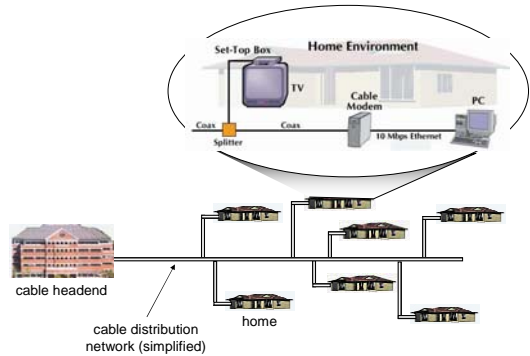 Home Environment
Set-Top Box
TV
Cable
Modem
PC
Coax
Coax
Splitter
10 Mbps Ethernet
cable headend
home
cable distribution
network (simplified)